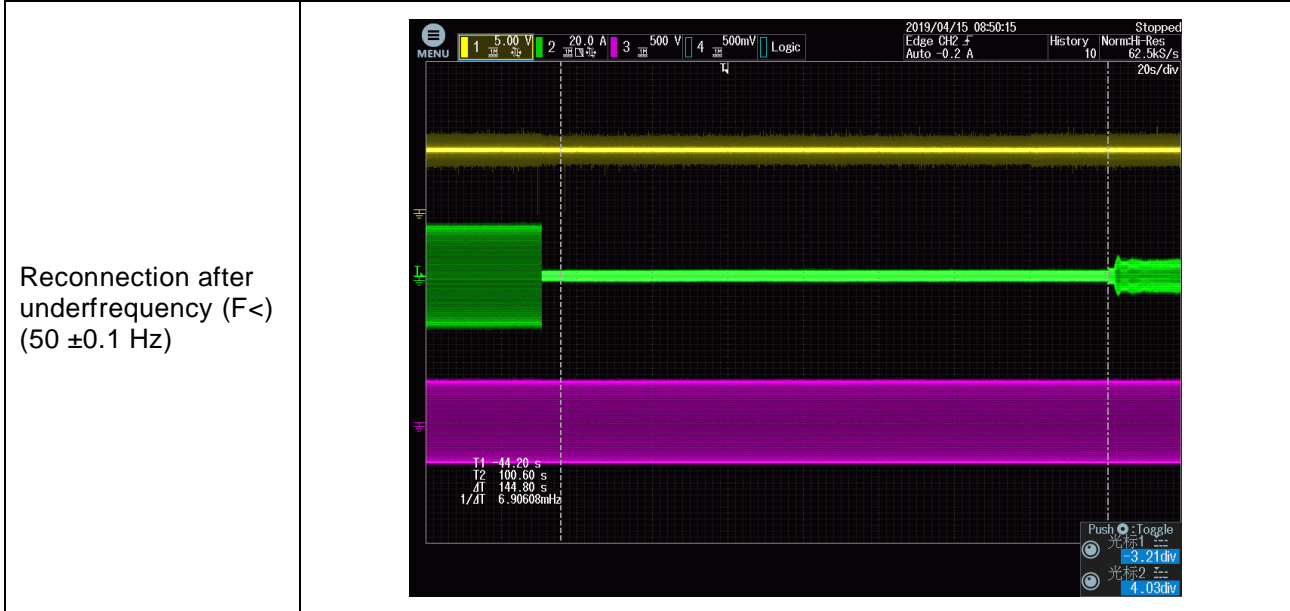 Reconnection after
underfrequency (F<)
(50 ±0.1 Hz)
MENU
1 5.00 V
2 20.0 A
3 500 V
4 500mV
Logic
2019/04/15 08:50:15
Edge CH2
Auto -0.2 A
Stopped
History
10
Norm:Hi-Res
62.5kS/s
20s/div
T1 -44.20 s
T2 100.60 s
ΔT 144.80 s
1/ΔT 6.90608mHz
Push :Toggle
光标1
-3.21div
光标2
4.03div